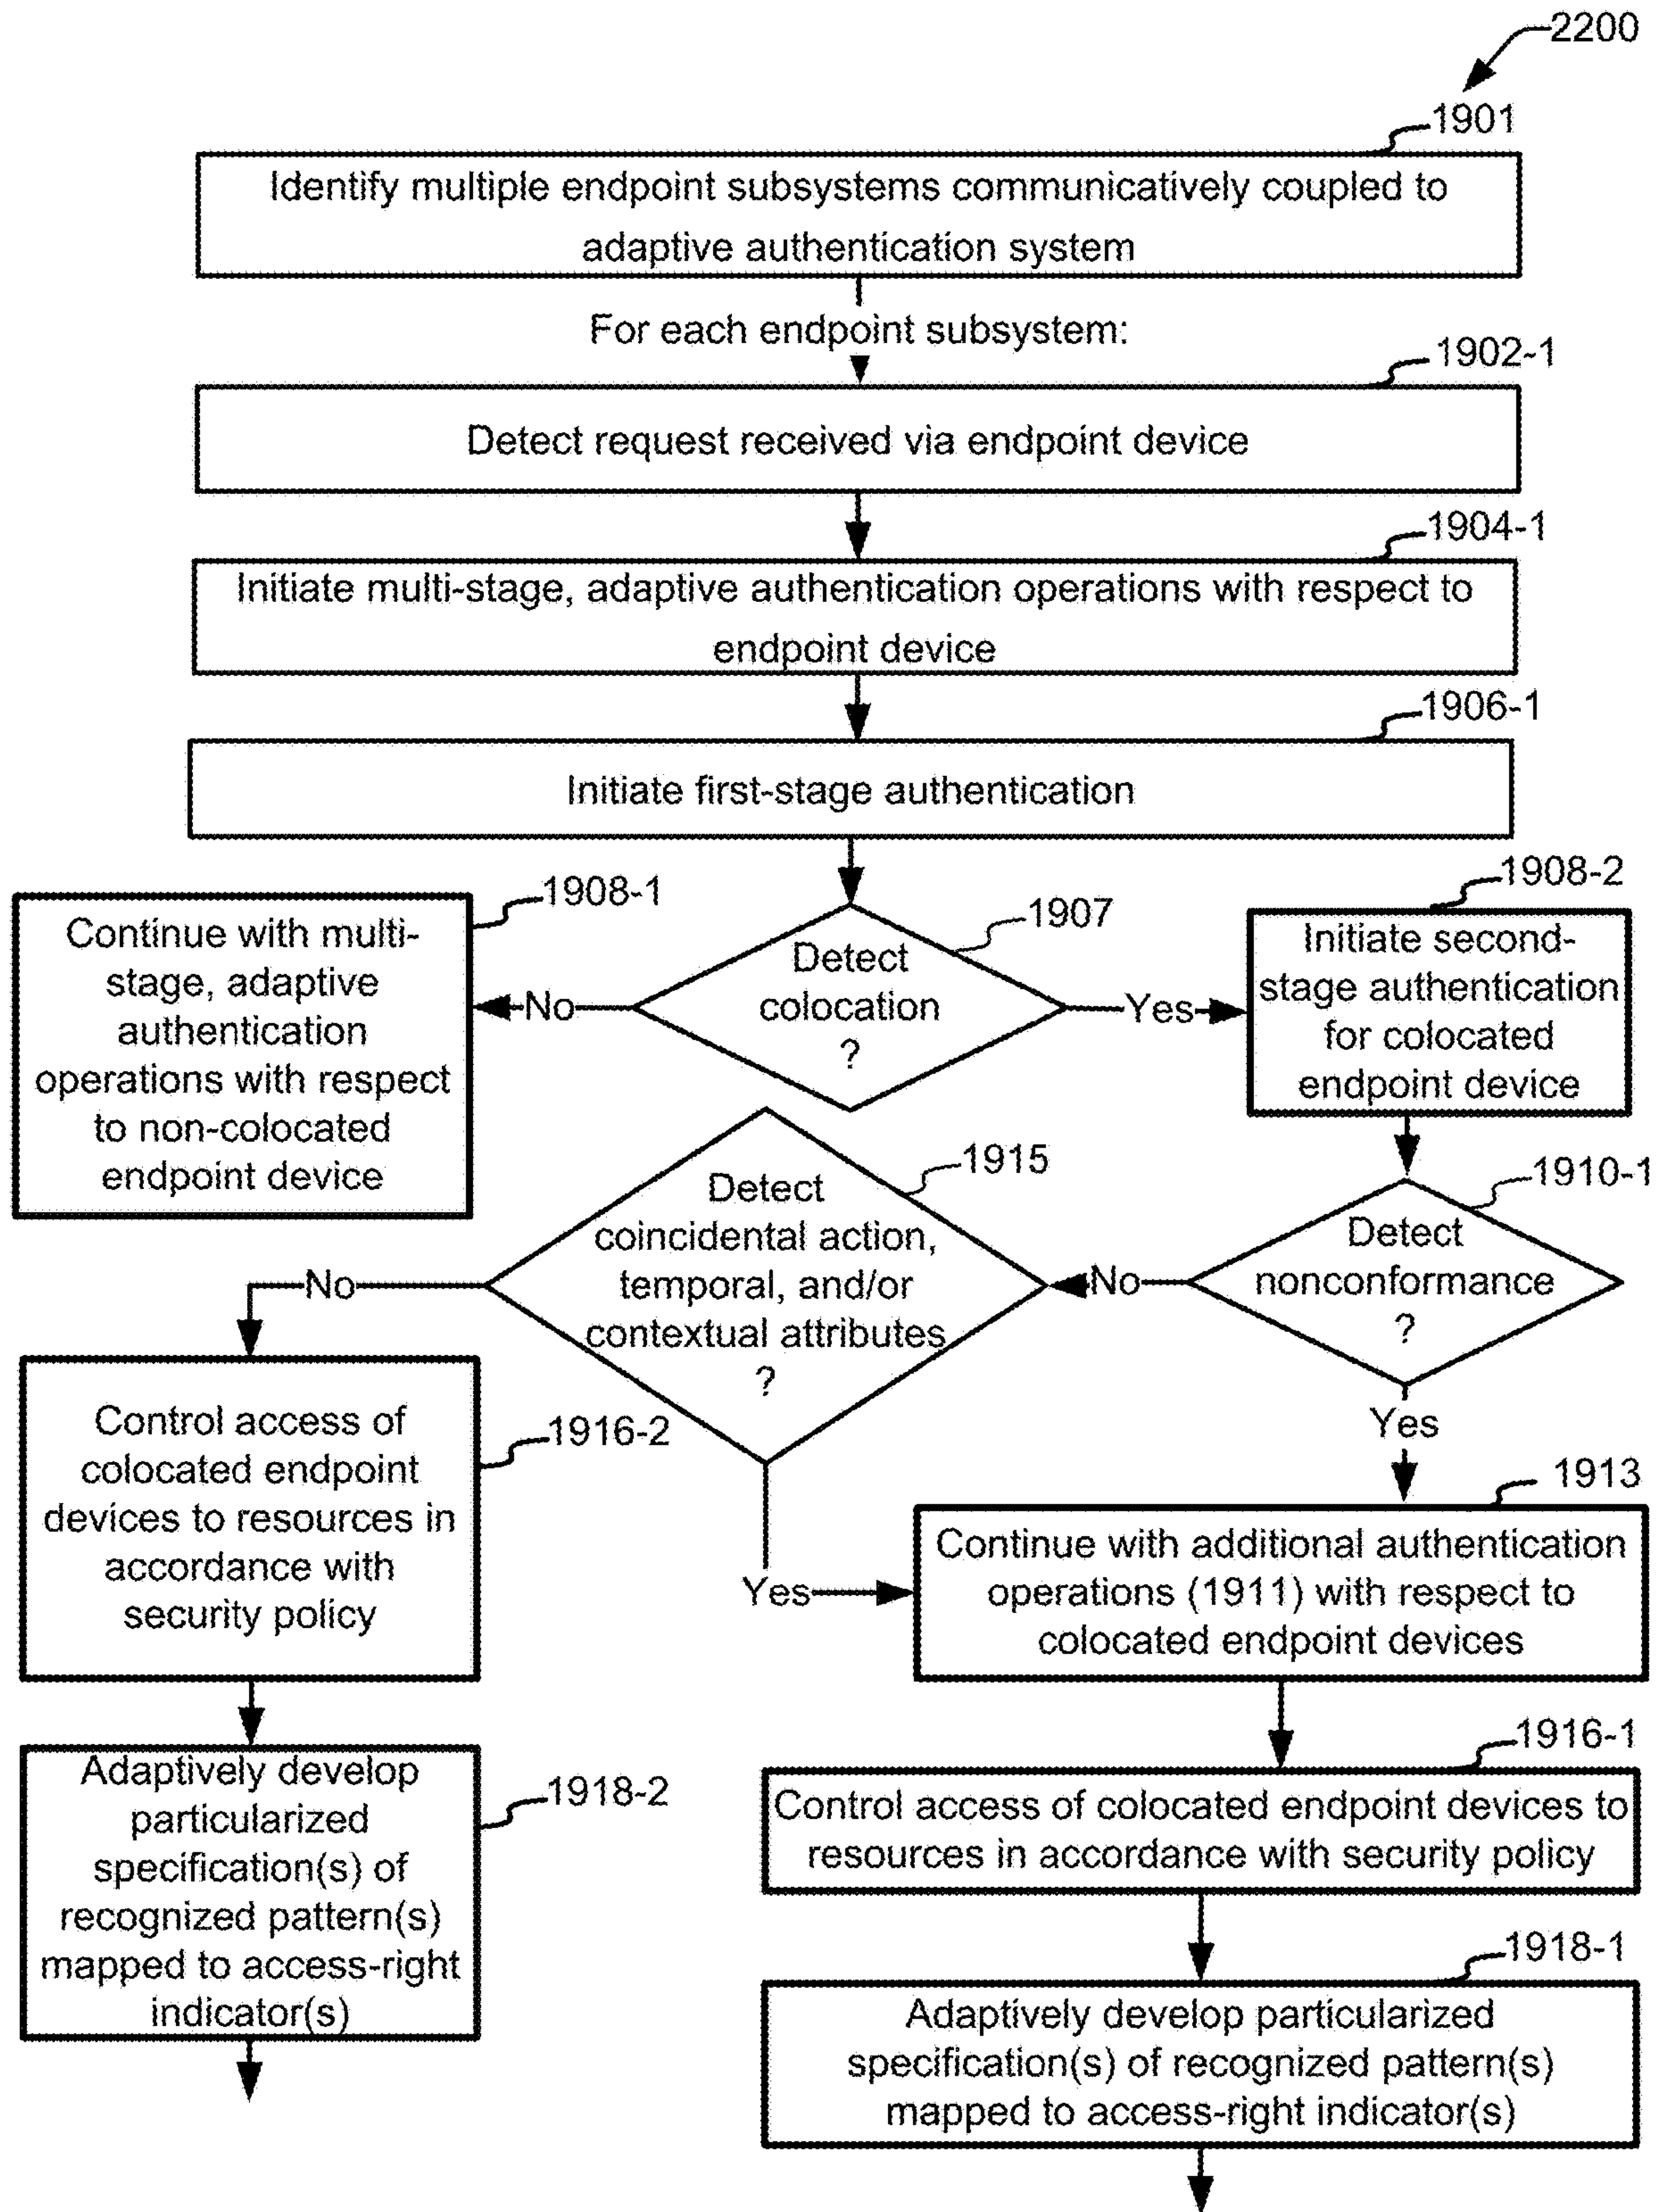 2200
1901
Identify multiple endpoint subsystems communicatively coupled to
adaptive authentication system
For each endpoint subsystem:
1902-1
Detect request received via endpoint device
1904-1
Initiate multi-stage, adaptive authentication operations with respect to
endpoint device
1906-1
Initiate first-stage authentication
1908-1
Continue with multi-
stage, adaptive
authentication
operations with respect
to non-colocated
endpoint device
No
1907
Detect
colocation
?
Yes
1908-2
Initiate second-
stage authentication
for colocated
endpoint device
1910-1
Detect
nonconformance
?
No
Yes
1915
Detect
coincidental action,
temporal, and/or
contextual attributes
?
No
Yes
1916-2
Control access of
colocated endpoint
devices to resources in
accordance with
security policy
1913
Continue with additional authentication
operations (1911) with respect to
colocated endpoint devices
1916-1
Control access of colocated endpoint devices to
resources in accordance with security policy
1918-2
Adaptively develop
particularized
specification(s) of
recognized pattern(s)
mapped to access-right
indicator(s)
1918-1
Adaptively develop particularized
specification(s) of recognized pattern(s)
mapped to access-right indicator(s)